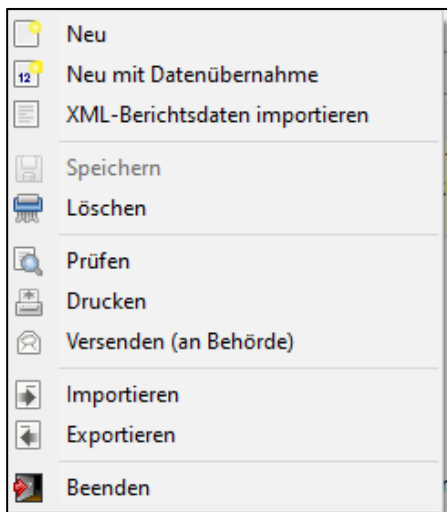 Neu
12 Neu mit Datenübernahme
XML-Berichtsdaten importieren
Speichern
Löschen
Prüfen
Drucken
Versenden (an Behörde)
Importieren
Exportieren
Beenden